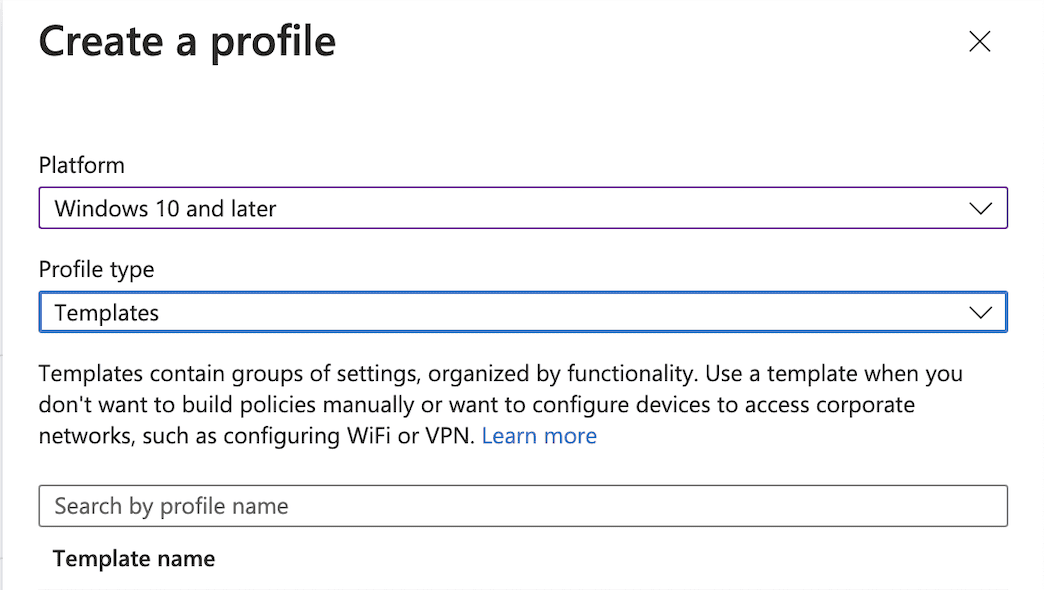 Create a profile
Platform
Windows 10 and later
Profile type
Templates
Templates contain groups of settings, organized by functionality. Use a template when you
don't want to build policies manually or want to configure devices to access corporate
networks, such as configuring WiFi or VPN. Learn more
Search by profile name
Template name